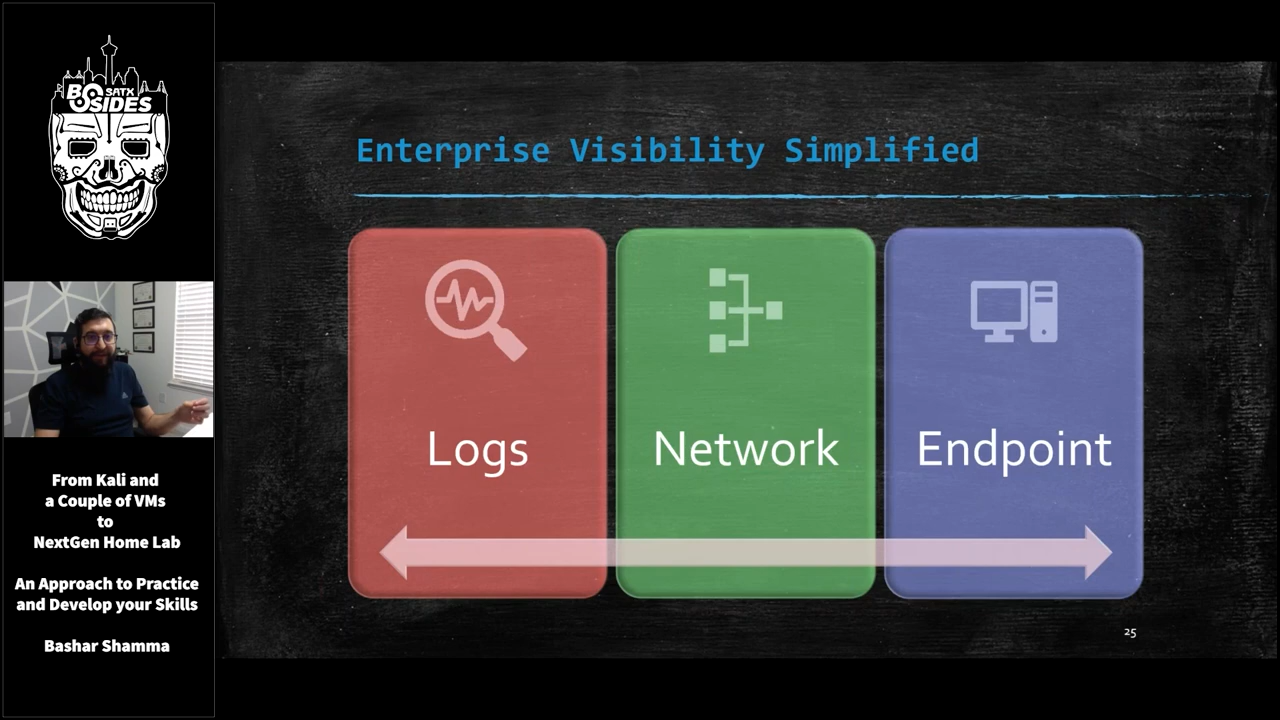 BSIDES
SATX
From Kali and
a Couple of VMs
to
NextGen Home Lab
An Approach to Practice
and Develop your Skills
Bashar Shamma
Enterprise Visibility Simplified
Logs
Network
Endpoint
25